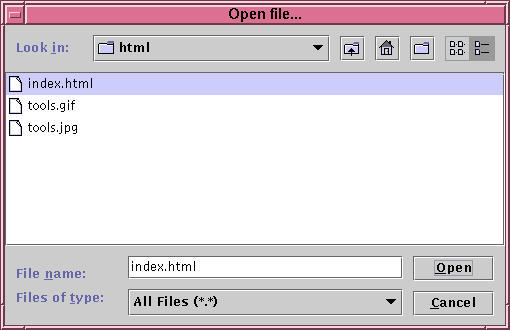 Open file...
Look in: html
index.html
tools.gif
tools.jpg
File name: index.html Open
Files of type: All Files (*.*) Cancel